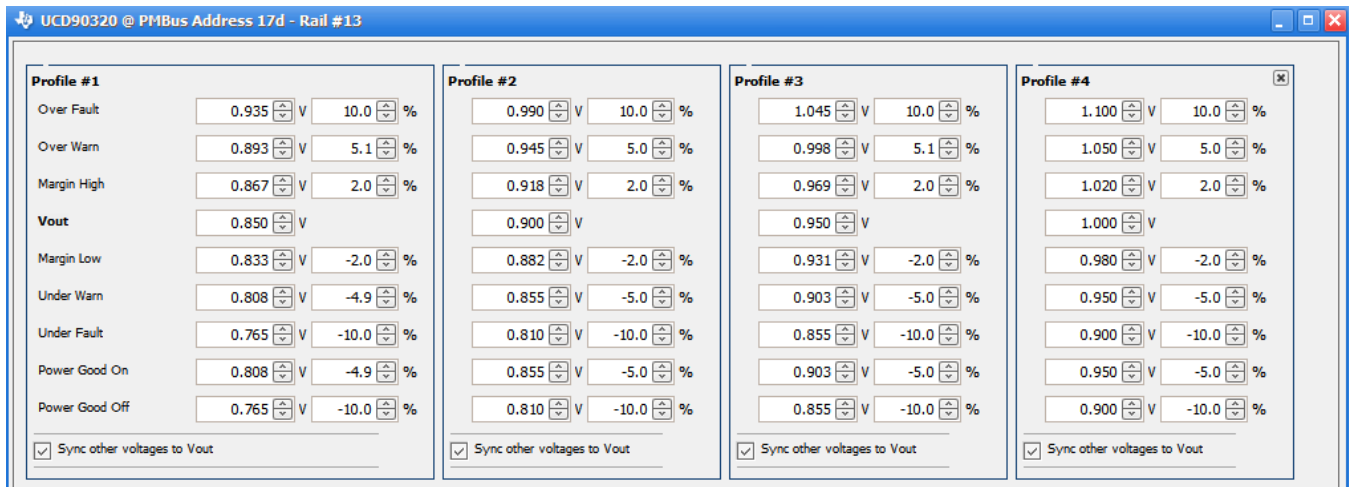 UCD90320 @ PMBus Address 17d - Rail #13
Profile #1 Profile #2 Profile #3 Profile #4
Over Fault 0.935 V 10.0 % 0.990 V 10.0 % 1.045 V 10.0 % 1.100 V 10.0 %
Over Warn 0.893 V 5.1 % 0.945 V 5.0 % 0.998 V 5.1 % 1.050 V 5.0 %
Margin High 0.867 V 2.0 % 0.918 V 2.0 % 0.969 V 2.0 % 1.020 V 2.0 %
Vout 0.850 V 0.900 V 0.950 V 1.000 V
Margin Low 0.833 V -2.0 % 0.882 V -2.0 % 0.931 V -2.0 % 0.980 V -2.0 %
Under Warn 0.808 V -4.9 % 0.855 V -5.0 % 0.903 V -5.0 % 0.950 V -5.0 %
Under Fault 0.765 V -10.0 % 0.810 V -10.0 % 0.855 V -10.0 % 0.900 V -10.0 %
Power Good On 0.808 V -4.9 % 0.855 V -5.0 % 0.903 V -5.0 % 0.950 V -5.0 %
Power Good Off 0.765 V -10.0 % 0.810 V -10.0 % 0.855 V -10.0 % 0.900 V -10.0 %
Sync other voltages to Vout Sync other voltages to Vout Sync other voltages to Vout Sync other voltages to Vout